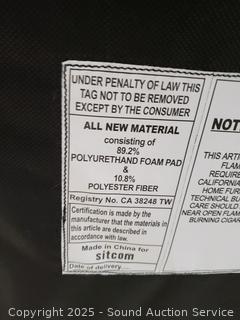 UNDER PENALTY OF LAW THIS
TAG NOT TO BE REMOVED
EXCEPT BY THE CONSUMER
ALL NEW MATERIAL
consisting of
89.2%
POLYURETHAND FOAM PAD
&
10.8%
POLYESTER FIBER
Registry No. CA 38248 TW
Certification is made by the
manufacturer that the materials in
this article are described in
accordance with law.
Made in China for
sitcom
Date of delivery
NOT
THIS ARTI
FLAM
REQUIRE
CALIFORNIA
HOME FURN
TECHNICAL BU
CARE SHOULD
NEAR OPEN FLAM
BURNING CIGAR
Copyright 2025 - Sound Auction Service